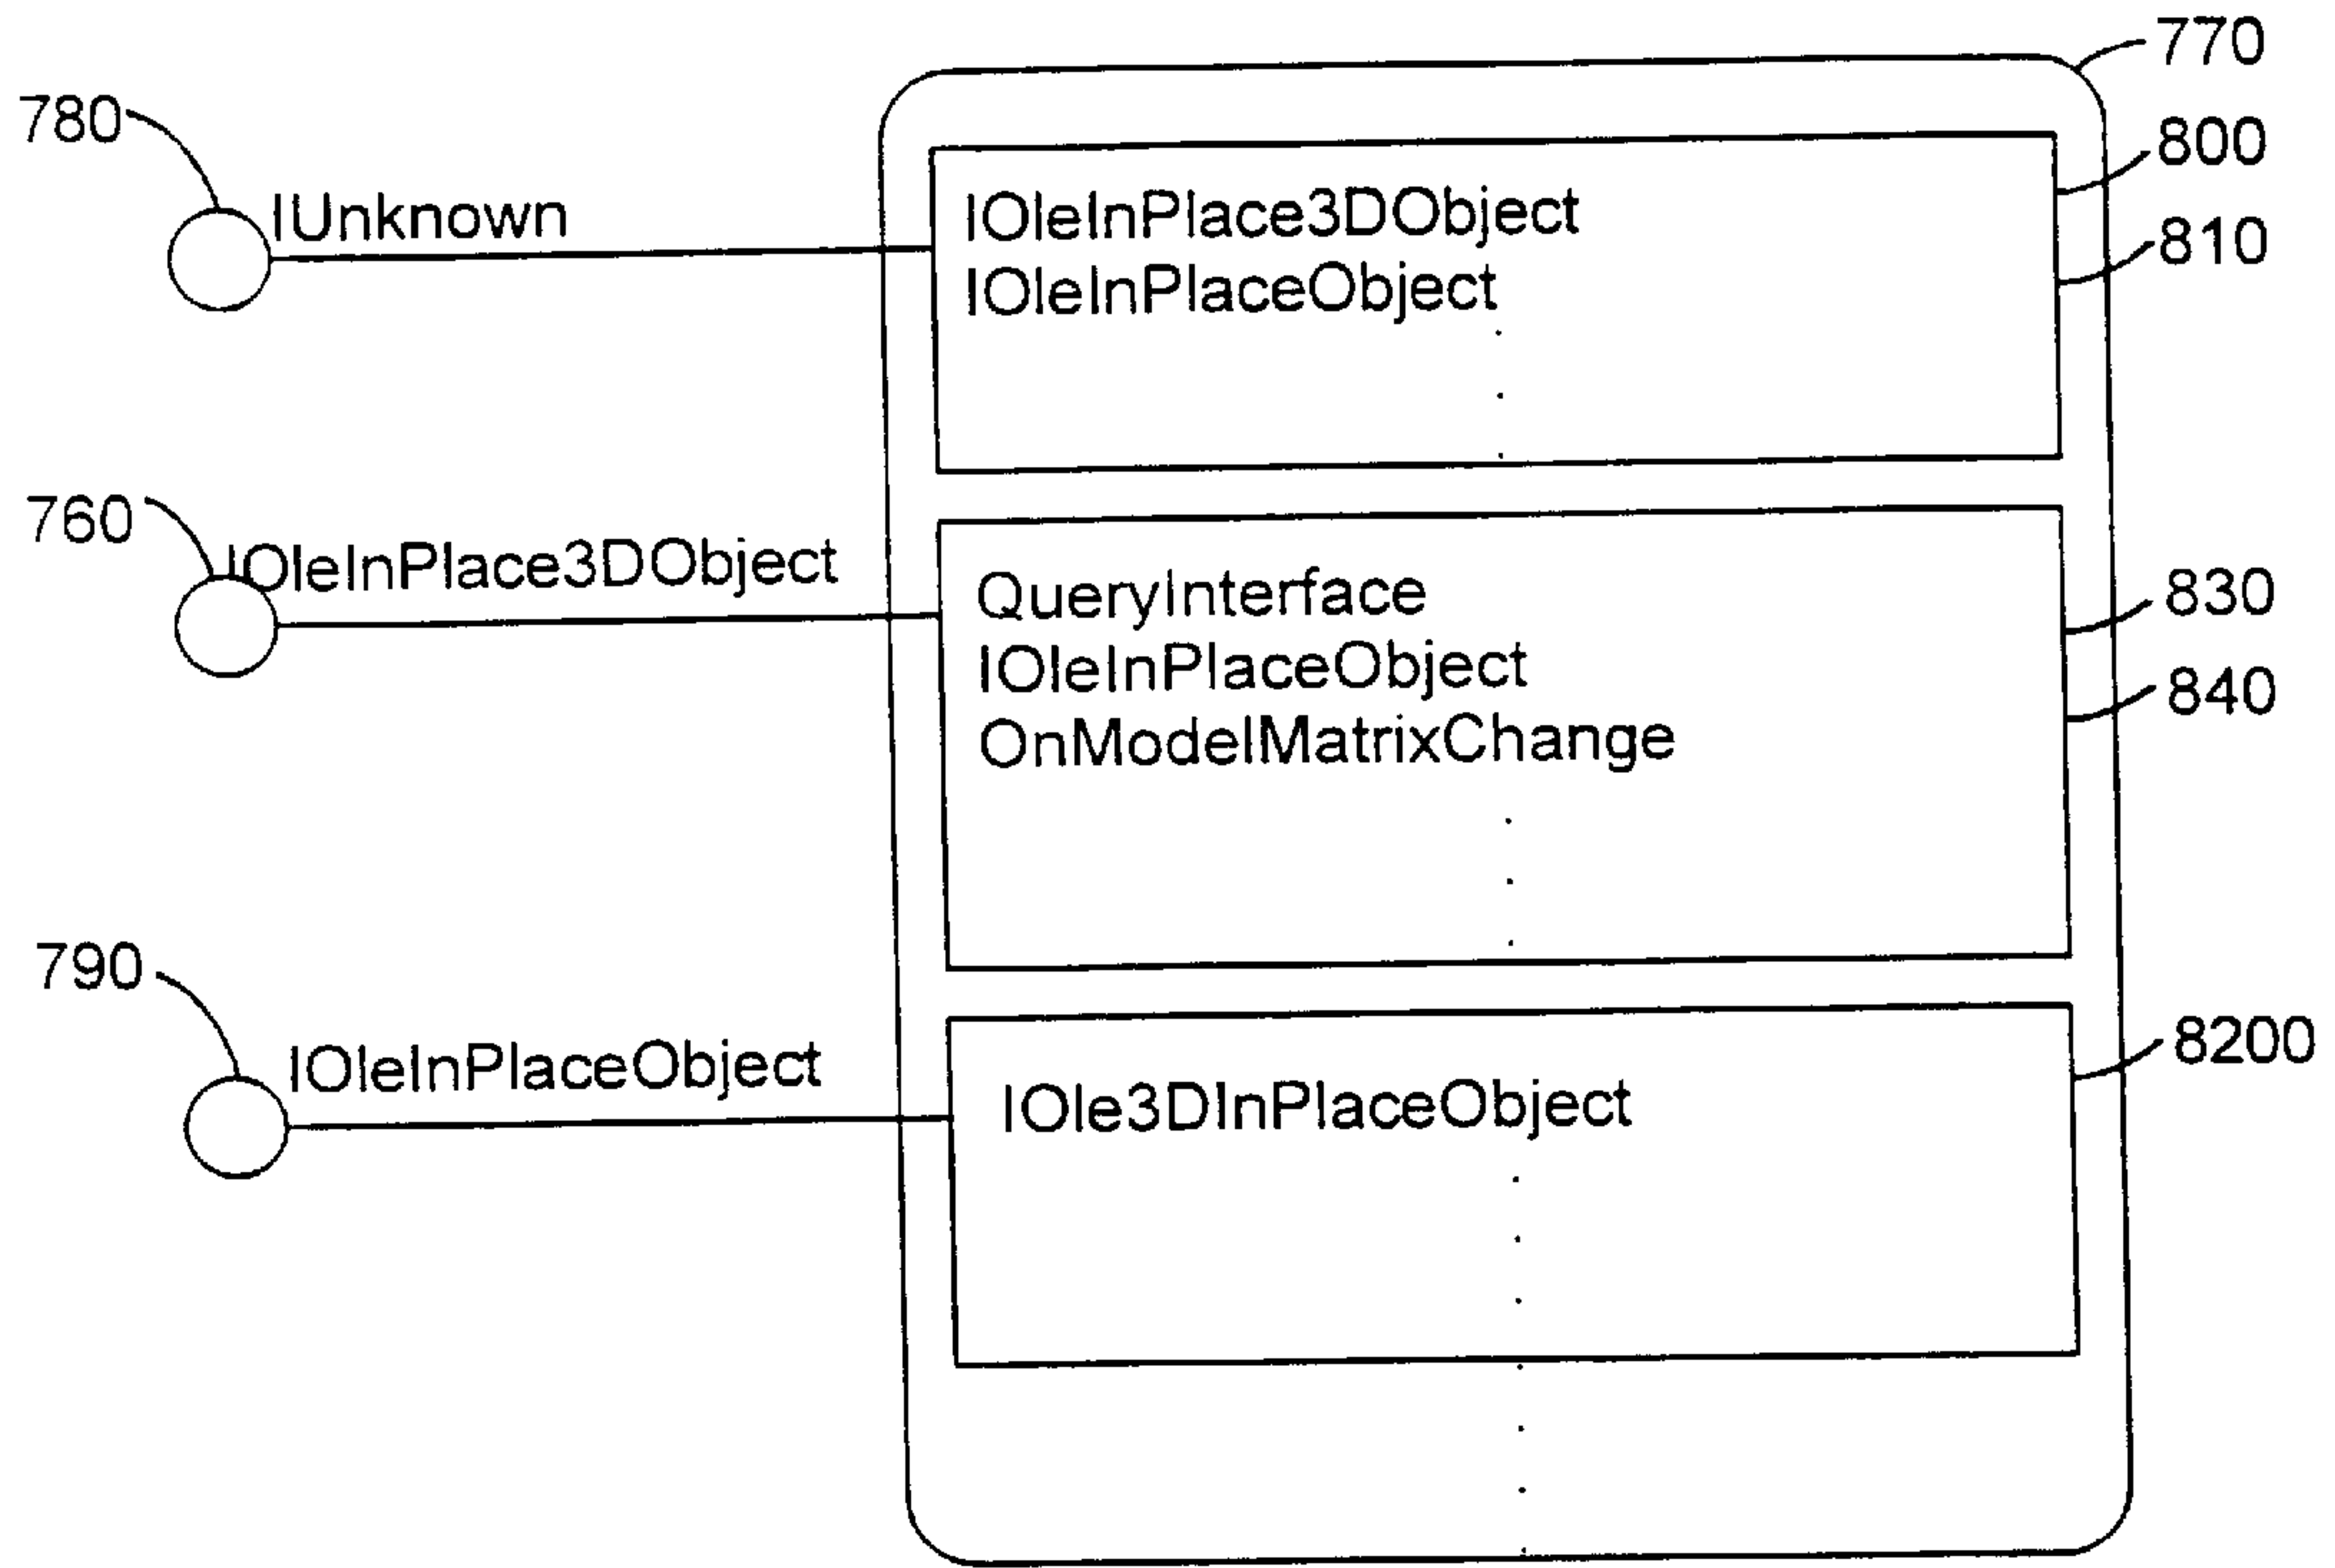 770
780
800
IUnknown
IOleInPlace3DObject
810
IOleInPlaceObject
760
IOleInPlace3DObject
QueryInterface
830
IOleInPlaceObject
840
OnModelMatrixChange
790
8200
IOleInPlaceObject
IOle3DInPlaceObject